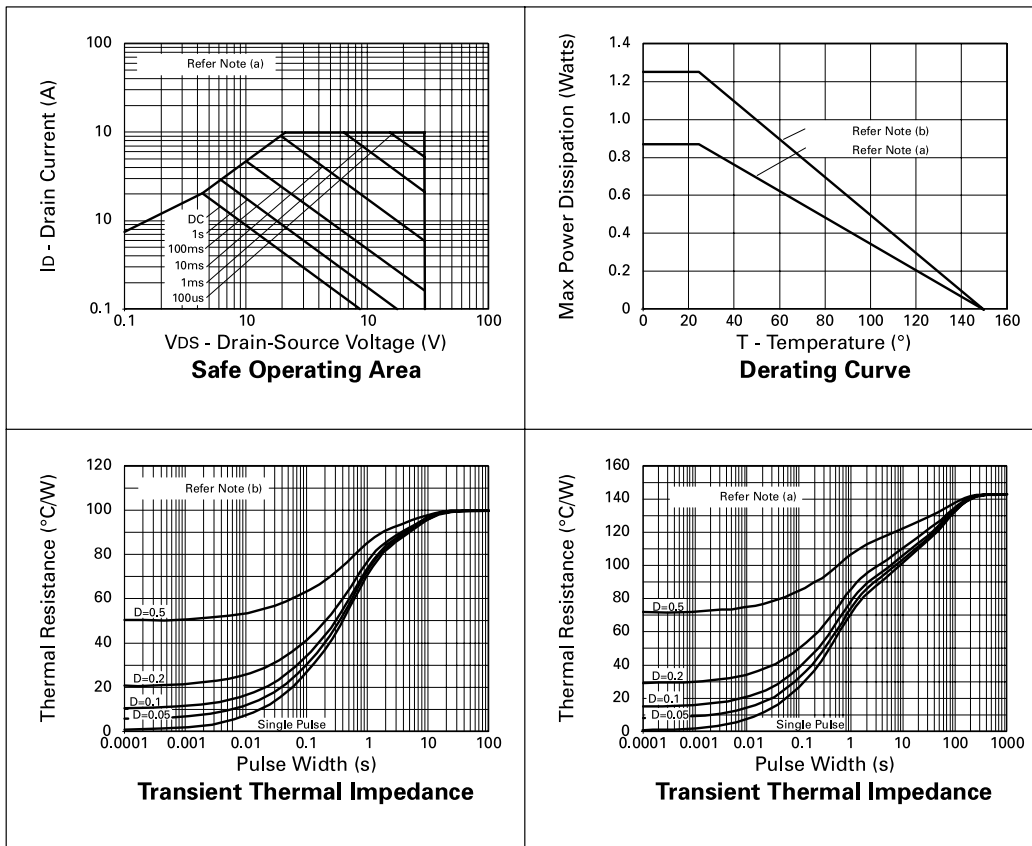 100
Refer Note (a)
10
10
0.1
ID - Drain Current (A)
DC
1s
100ms
10ms
1ms
100us
0.1 10 10 100
VDS - Drain-Source Voltage (V)
Safe Operating Area
1.4
1.2
1.0
0.8
0.6
0.4
0.2
0
Max Power Dissipation (Watts)
Refer Note (b)
Refer Note (a)
0 20 40 60 80 100 120 140 160
T - Temperature (°)
Derating Curve
120
100
80
60
40
20
0
Thermal Resistance (°C/W)
Refer Note (b)
D=0.5
D=0.2
D=0.1
D=0.05
Single Pulse
0.0001 0.001 0.01 0.1 1 10 100
Pulse Width (s)
Transient Thermal Impedance
160
140
120
100
80
60
40
20
0
Thermal Resistance (°C/W)
Refer Note (a)
D=0.5
D=0.2
D=0.1
D=0.05
Single Pulse
0.0001 0.001 0.01 0.1 1 10 100 1000
Pulse Width (s)
Transient Thermal Impedance